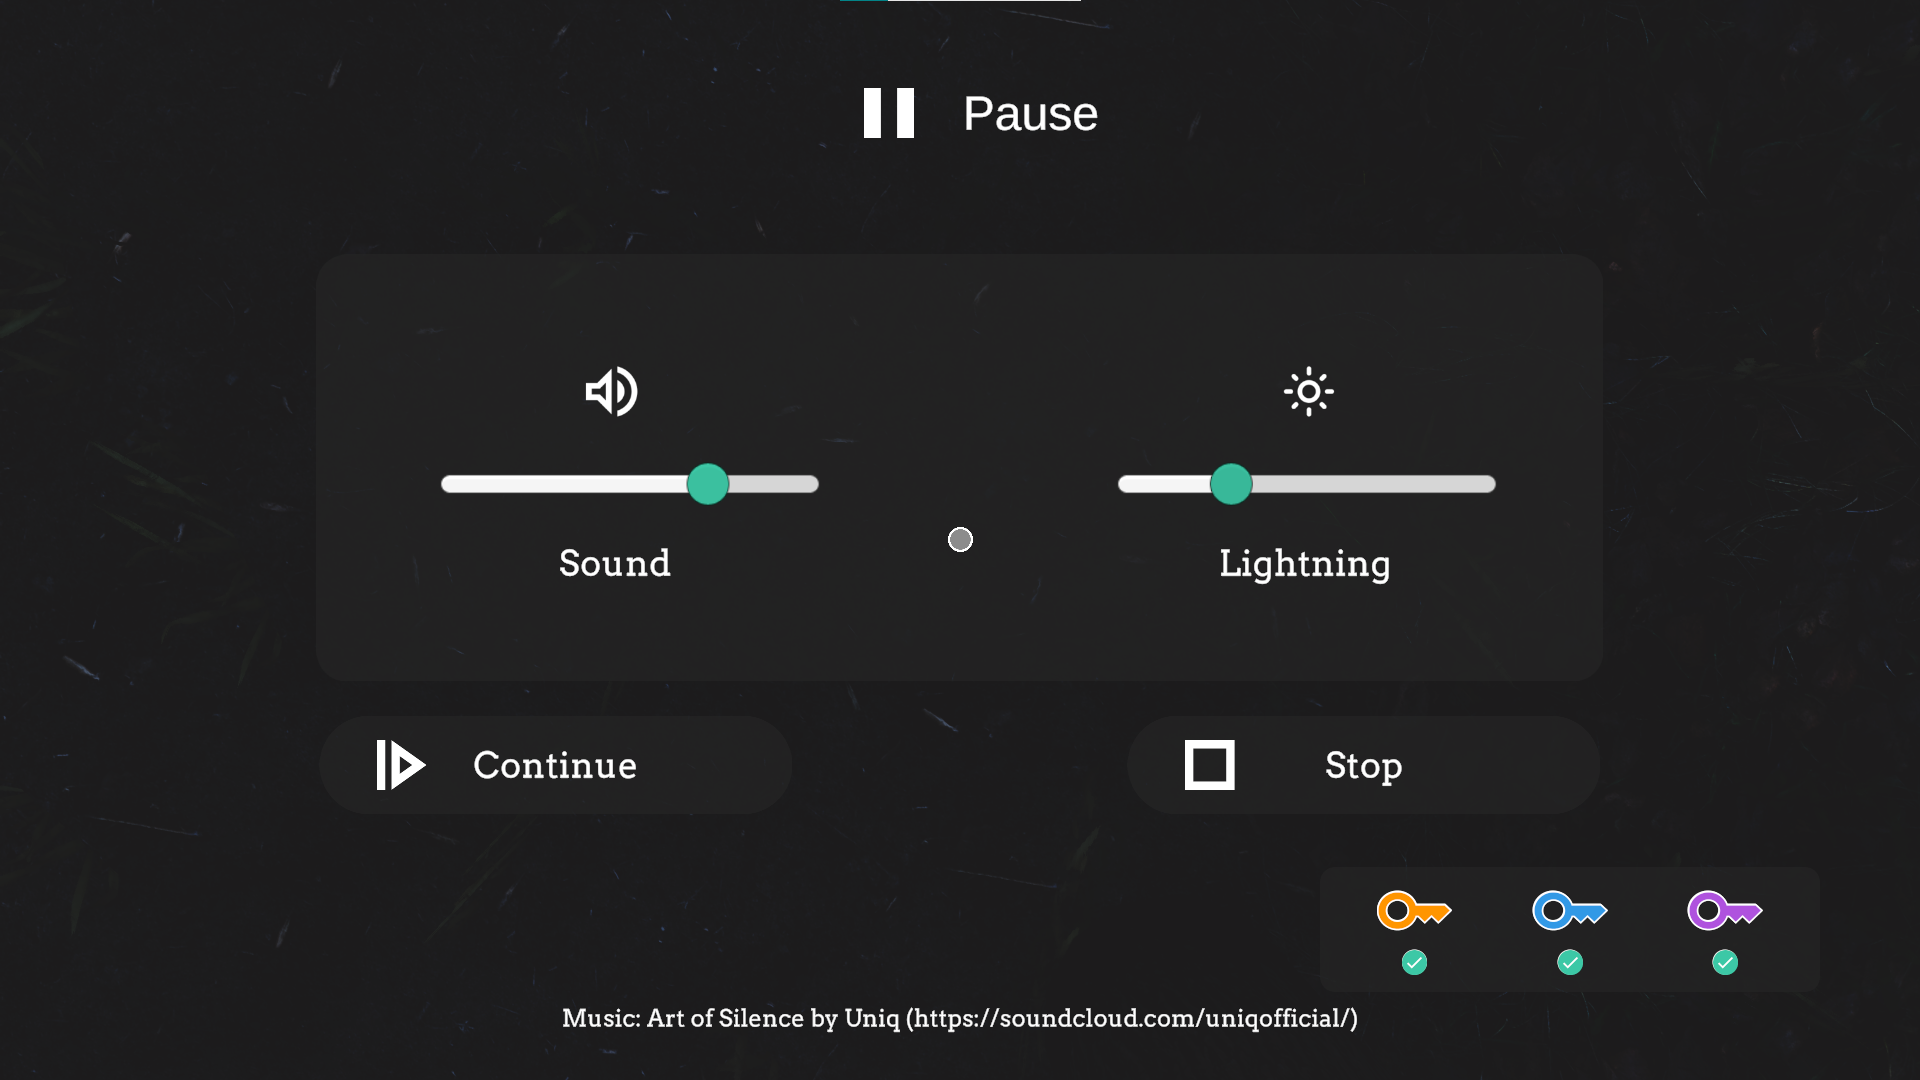 Pause
Sound
Lightning
Continue
Stop
Music: Art of Silence by Uniq (https://soundcloud.com/uniqofficial/)